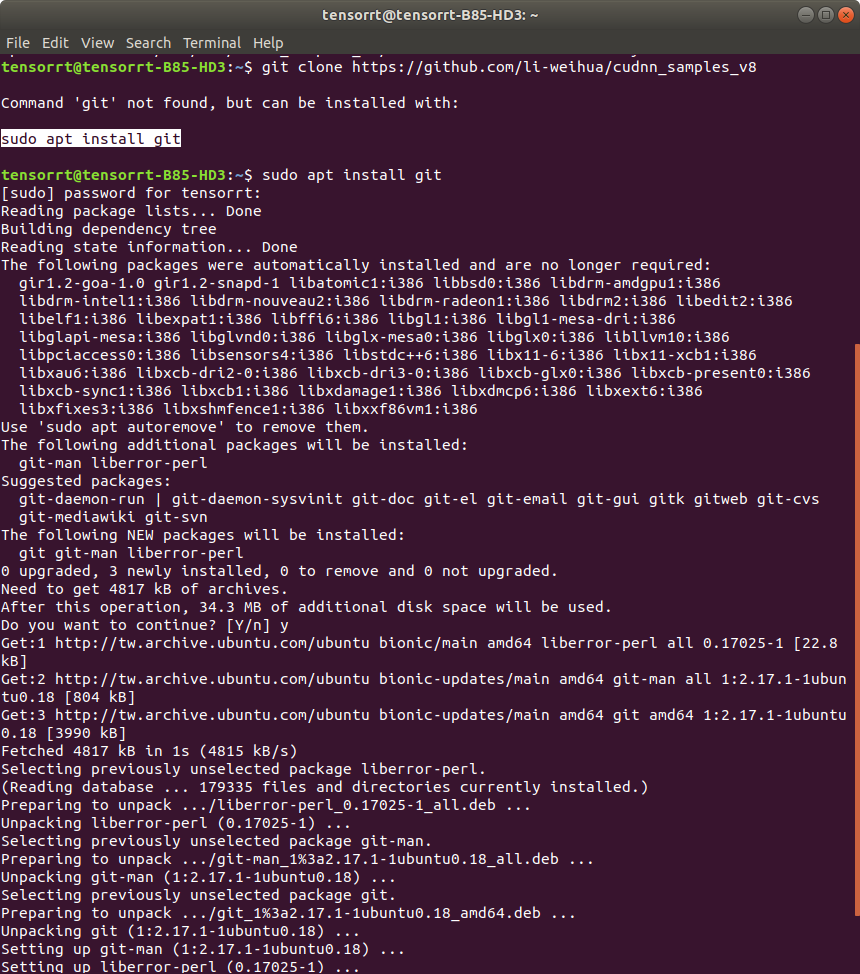 tensorrt@tensorrt-B85-HD3: ~
File Edit View Search Terminal Help
tensorrt@tensorrt-B85-HD3:~$ git clone https://github.com/li-weihua/cudnn_samples_v8
Command 'git' not found, but can be installed with:
sudo apt install git
tensorrt@tensorrt-B85-HD3:~$ sudo apt install git
[sudo] password for tensorrt:
Reading package lists... Done
Building dependency tree
Reading state information... Done
The following packages were automatically installed and are no longer required:
gir1.2-goa-1.0 gir1.2-snapd-1 libatomic1:i386 libbsd0:i386 libdrm-amdgpu1:i386
libdrm-intel1:i386 libdrm-nouveau2:i386 libdrm-radeon1:i386 libdrm2:i386 libedit2:i386
libelf1:i386 libexpat1:i386 libffi6:i386 libgl1:i386 libgl1-mesa-dri:i386
libglapi-mesa:i386 libglvnd0:i386 libglx-mesa0:i386 libglx0:i386 libllvm10:i386
libpciaccess0:i386 libsensors4:i386 libstdc++6:i386 libx11-6:i386 libx11-xcb1:i386
libxau6:i386 libxcb-dri2-0:i386 libxcb-dri3-0:i386 libxcb-glx0:i386 libxcb-present0:i386
libxcb-sync1:i386 libxcb1:i386 libxdamage1:i386 libxdmcp6:i386 libxext6:i386
libxfixes3:i386 libxshmfence1:i386 libxxf86vm1:i386
Use 'sudo apt autoremove' to remove them.
The following additional packages will be installed:
git-man liberror-perl
Suggested packages:
git-daemon-run | git-daemon-sysvinit git-doc git-el git-email git-gui gitk gitweb git-cvs
git-mediawiki git-svn
The following NEW packages will be installed:
git git-man liberror-perl
0 upgraded, 3 newly installed, 0 to remove and 0 not upgraded.
Need to get 4817 kB of archives.
After this operation, 34.3 MB of additional disk space will be used.
Do you want to continue? [Y/n] y
Get:1 http://tw.archive.ubuntu.com/ubuntu bionic/main amd64 liberror-perl all 0.17025-1 [22.8
kB]
Get:2 http://tw.archive.ubuntu.com/ubuntu bionic-updates/main amd64 git-man all 1:2.17.1-1ubun
tu0.18 [804 kB]
Get:3 http://tw.archive.ubuntu.com/ubuntu bionic-updates/main amd64 git amd64 1:2.17.1-1ubuntu
0.18 [3990 kB]
Fetched 4817 kB in 1s (4815 kB/s)
Selecting previously unselected package liberror-perl.
(Reading database ... 179335 files and directories currently installed.)
Preparing to unpack .../liberror-perl_0.17025-1_all.deb ...
Unpacking liberror-perl (0.17025-1) ...
Selecting previously unselected package git-man.
Preparing to unpack .../git-man_1%3a2.17.1-1ubuntu0.18_all.deb ...
Unpacking git-man (1:2.17.1-1ubuntu0.18) ...
Selecting previously unselected package git.
Preparing to unpack .../git_1%3a2.17.1-1ubuntu0.18_amd64.deb ...
Unpacking git (1:2.17.1-1ubuntu0.18) ...
Setting up git-man (1:2.17.1-1ubuntu0.18) ...
Setting up liberror-perl (0.17025-1) ...